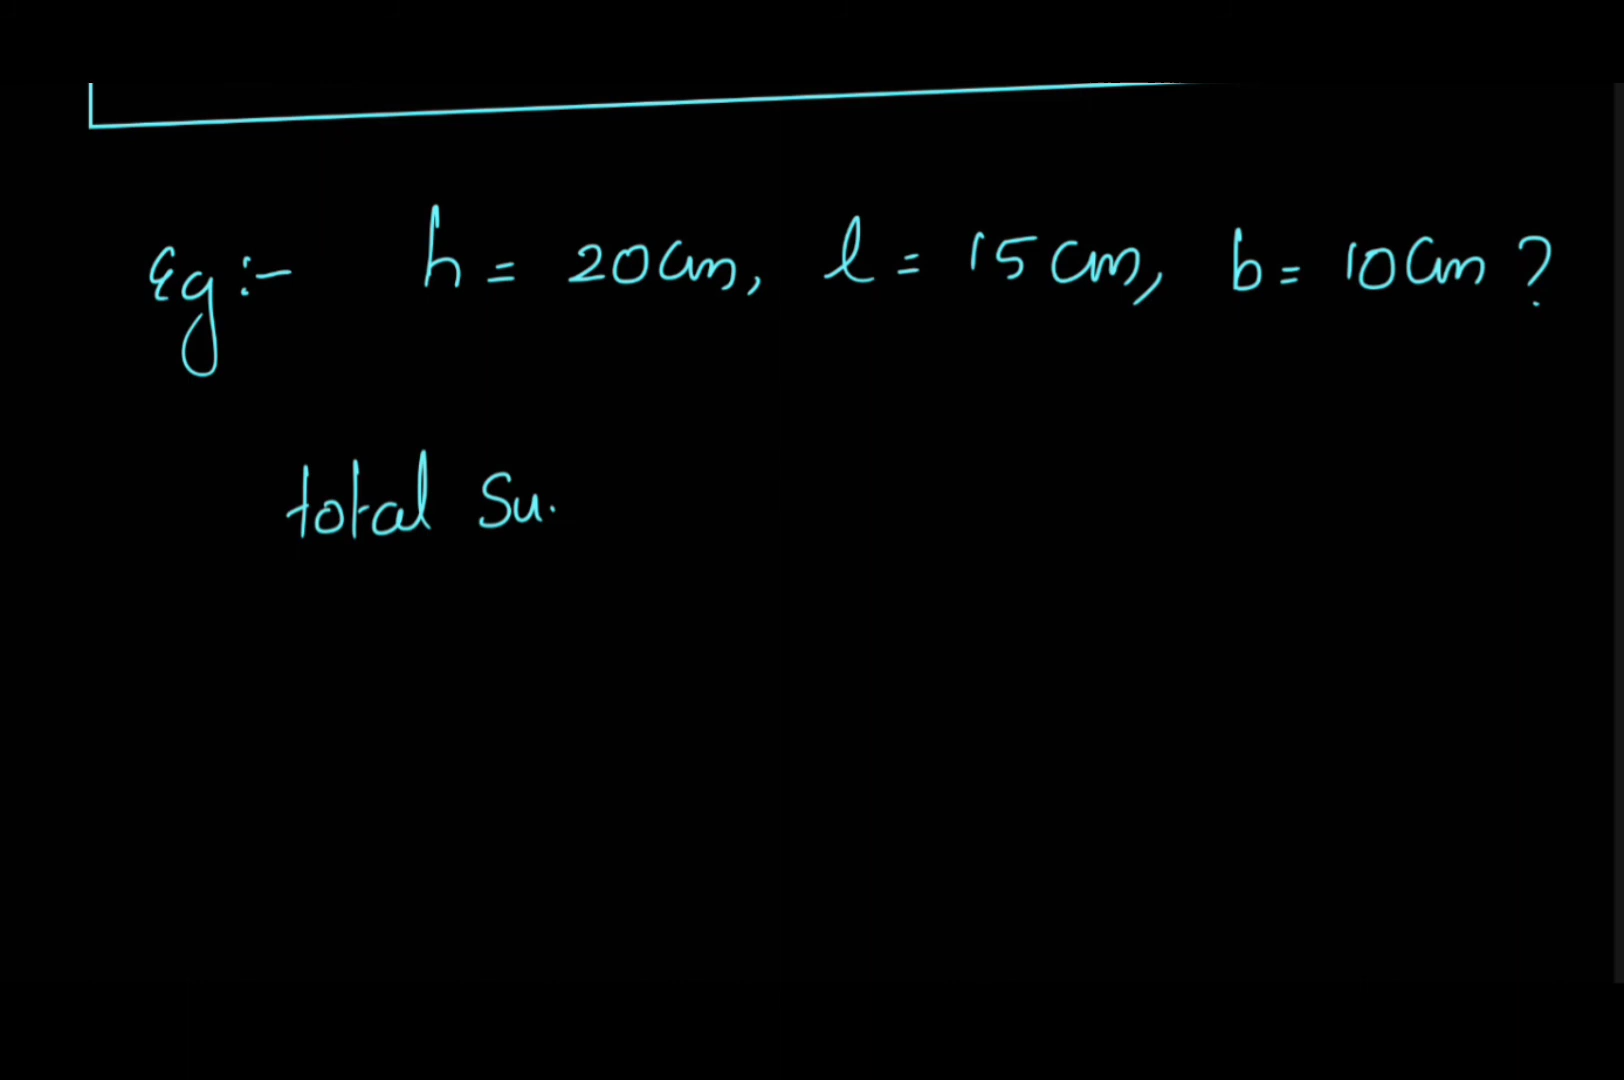 Eg:- h = 20cm, l = 15cm, b = 10cm ?
total Su.